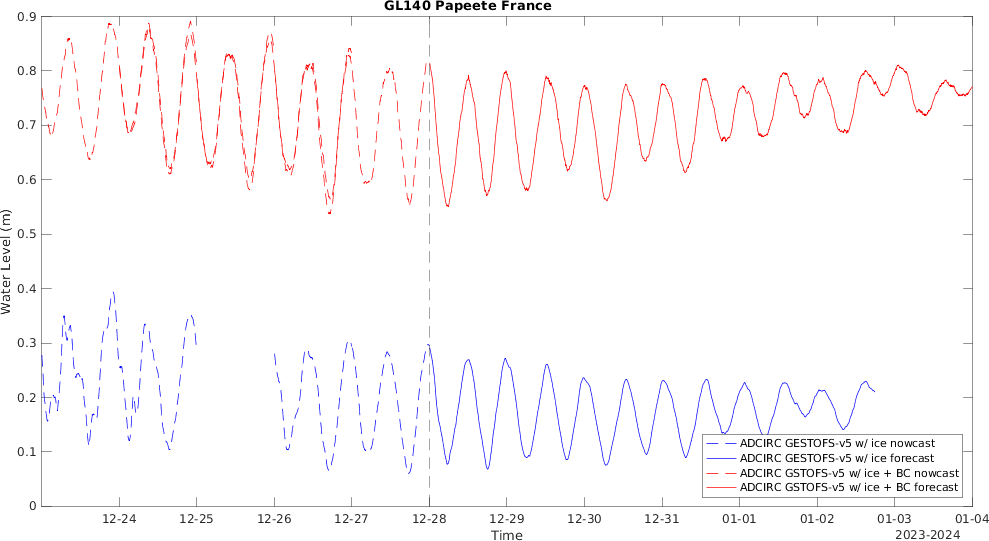 GL140 Papeete France
0.9
0.8
0.7
0.6
0.5
0.4
0.3
0.2
0.1
0
Water Level (m)
ADCIRC GESTOFS-v5 w/ ice nowcast
ADCIRC GESTOFS-v5 w/ ice forecast
ADCIRC GSTOFS-v5 w/ ice + BC nowcast
ADCIRC GSTOFS-v5 w/ ice + BC forecast
12-24 12-25 12-26 12-27 12-28 12-29 12-30 12-31 01-01 01-02 01-03 01-04
Time
2023-2024